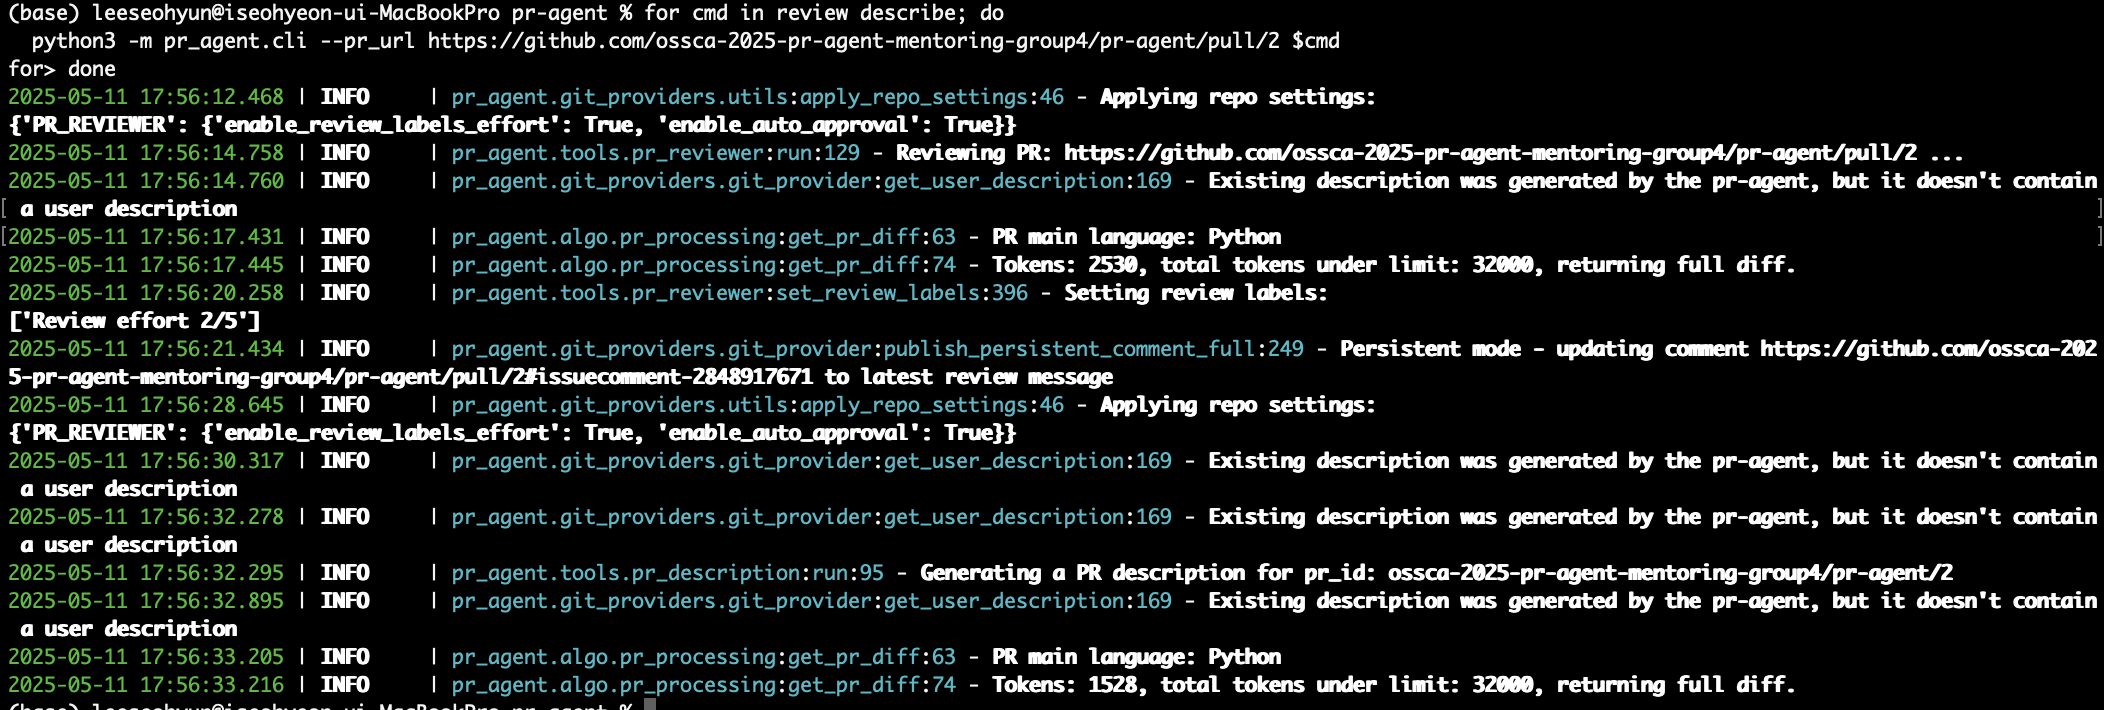 (base) leeseohyun@iseohyeon-ui-MacBookPro pr-agent % for cmd in review describe; do
  python3 -m pr_agent.cli --pr_url https://github.com/ossca-2025-pr-agent-mentoring-group4/pr-agent/pull/2 $cmd
for> done
2025-05-11 17:56:12.468 | INFO     | pr_agent.git_providers.utils:apply_repo_settings:46 - Applying repo settings:
{'PR_REVIEWER': {'enable_review_labels_effort': True, 'enable_auto_approval': True}}
2025-05-11 17:56:14.758 | INFO     | pr_agent.tools.pr_reviewer:run:129 - Reviewing PR: https://github.com/ossca-2025-pr-agent-mentoring-group4/pr-agent/pull/2 ...
2025-05-11 17:56:14.760 | INFO     | pr_agent.git_providers.git_provider:get_user_description:169 - Existing description was generated by the pr-agent, but it doesn't contain
[ a user description ]
[2025-05-11 17:56:17.431 | INFO     | pr_agent.algo.pr_processing:get_pr_diff:63 - PR main language: Python ]
2025-05-11 17:56:17.445 | INFO     | pr_agent.algo.pr_processing:get_pr_diff:74 - Tokens: 2530, total tokens under limit: 32000, returning full diff.
2025-05-11 17:56:20.258 | INFO     | pr_agent.tools.pr_reviewer:set_review_labels:396 - Setting review labels:
['Review effort 2/5']
2025-05-11 17:56:21.434 | INFO     | pr_agent.git_providers.git_provider:publish_persistent_comment_full:249 - Persistent mode - updating comment https://github.com/ossca-202
5-pr-agent-mentoring-group4/pr-agent/pull/2#issuecomment-2848917671 to latest review message
2025-05-11 17:56:28.645 | INFO     | pr_agent.git_providers.utils:apply_repo_settings:46 - Applying repo settings:
{'PR_REVIEWER': {'enable_review_labels_effort': True, 'enable_auto_approval': True}}
2025-05-11 17:56:30.317 | INFO     | pr_agent.git_providers.git_provider:get_user_description:169 - Existing description was generated by the pr-agent, but it doesn't contain
 a user description
2025-05-11 17:56:32.278 | INFO     | pr_agent.git_providers.git_provider:get_user_description:169 - Existing description was generated by the pr-agent, but it doesn't contain
 a user description
2025-05-11 17:56:32.295 | INFO     | pr_agent.tools.pr_description:run:95 - Generating a PR description for pr_id: ossca-2025-pr-agent-mentoring-group4/pr-agent/2
2025-05-11 17:56:32.895 | INFO     | pr_agent.git_providers.git_provider:get_user_description:169 - Existing description was generated by the pr-agent, but it doesn't contain
 a user description
2025-05-11 17:56:33.205 | INFO     | pr_agent.algo.pr_processing:get_pr_diff:63 - PR main language: Python
2025-05-11 17:56:33.216 | INFO     | pr_agent.algo.pr_processing:get_pr_diff:74 - Tokens: 1528, total tokens under limit: 32000, returning full diff.
(base) leeseohyun@iseohyeon-ui-MacBookPro pr-agent %